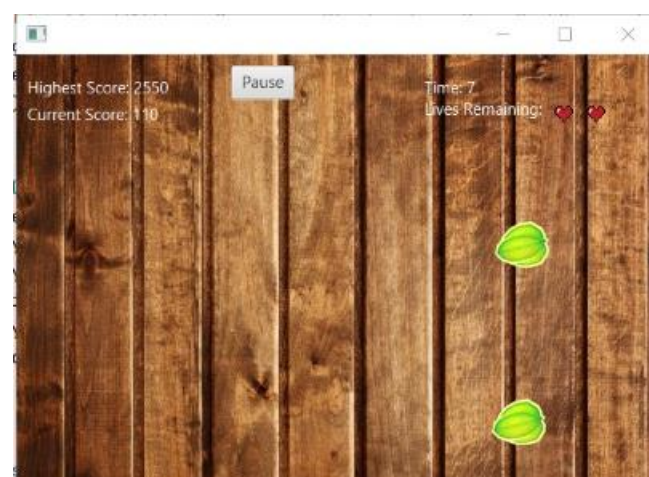 Highest Score: 2550
Current Score: 110
Pause
Time: 7
Lives Remaining: